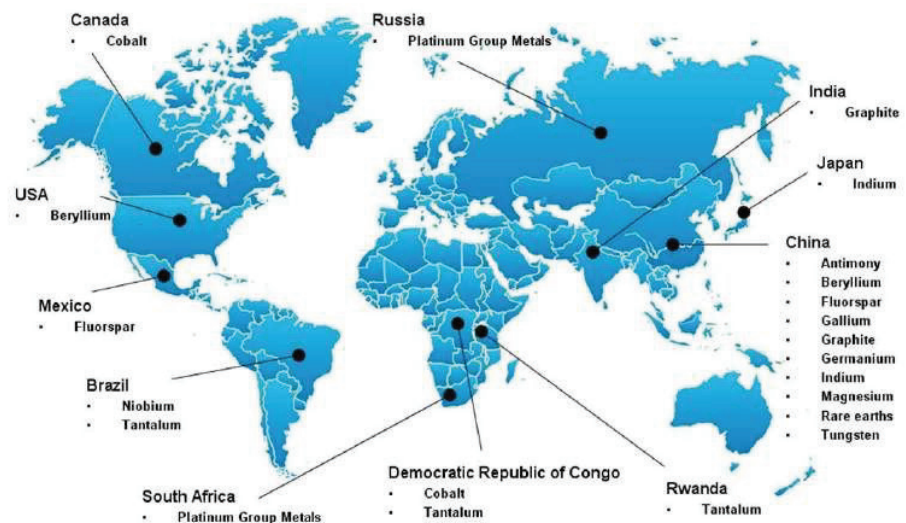 Canada
• Cobalt
Russia
• Platinum Group Metals
India
• Graphite
Japan
• Indium
USA
• Beryllium
China
• Antimony
• Beryllium
• Fluorspar
• Gallium
• Graphite
• Germanium
• Indium
• Magnesium
• Rare earths
• Tungsten
Mexico
• Fluorspar
Brazil
• Niobium
• Tantalum
South Africa
• Platinum Group Metals
Democratic Republic of Congo
• Cobalt
• Tantalum
Rwanda
• Tantalum